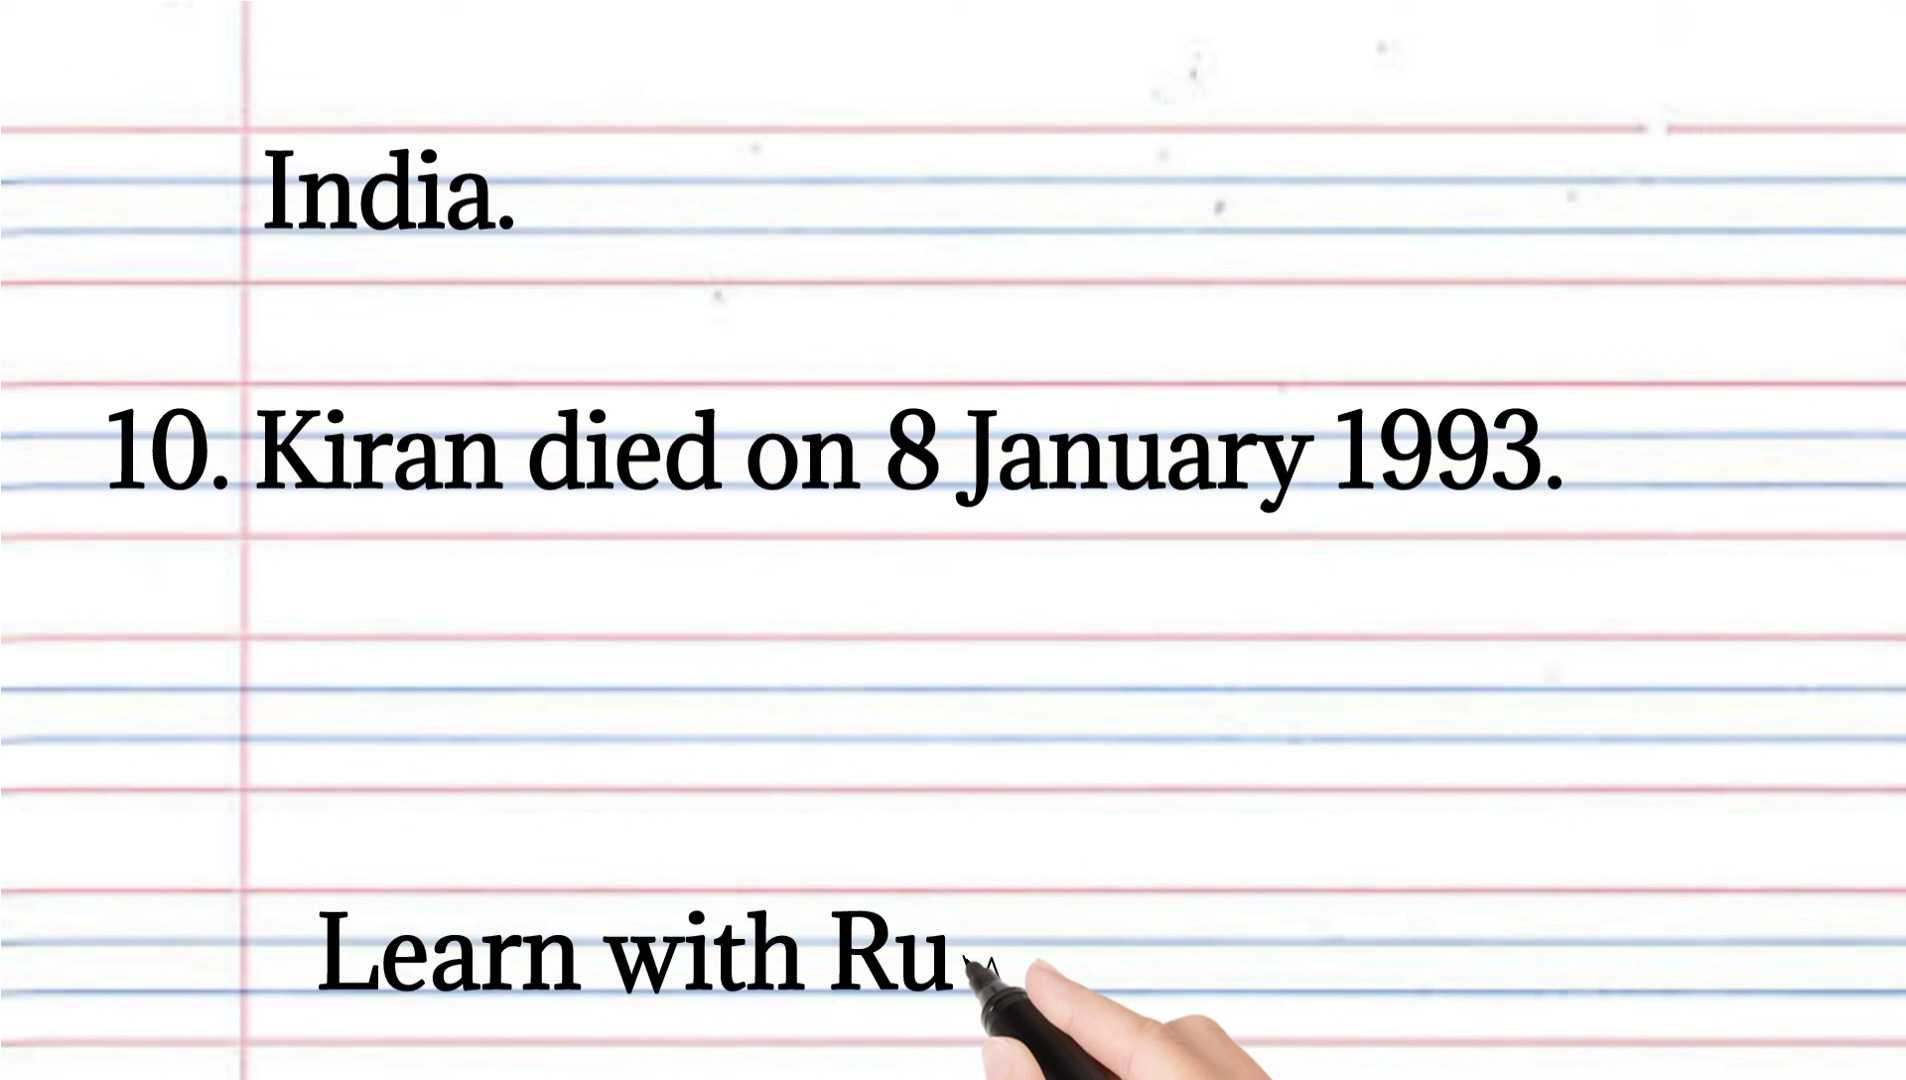 India.
10. Kiran died on 8 January 1993.
Learn with Ru